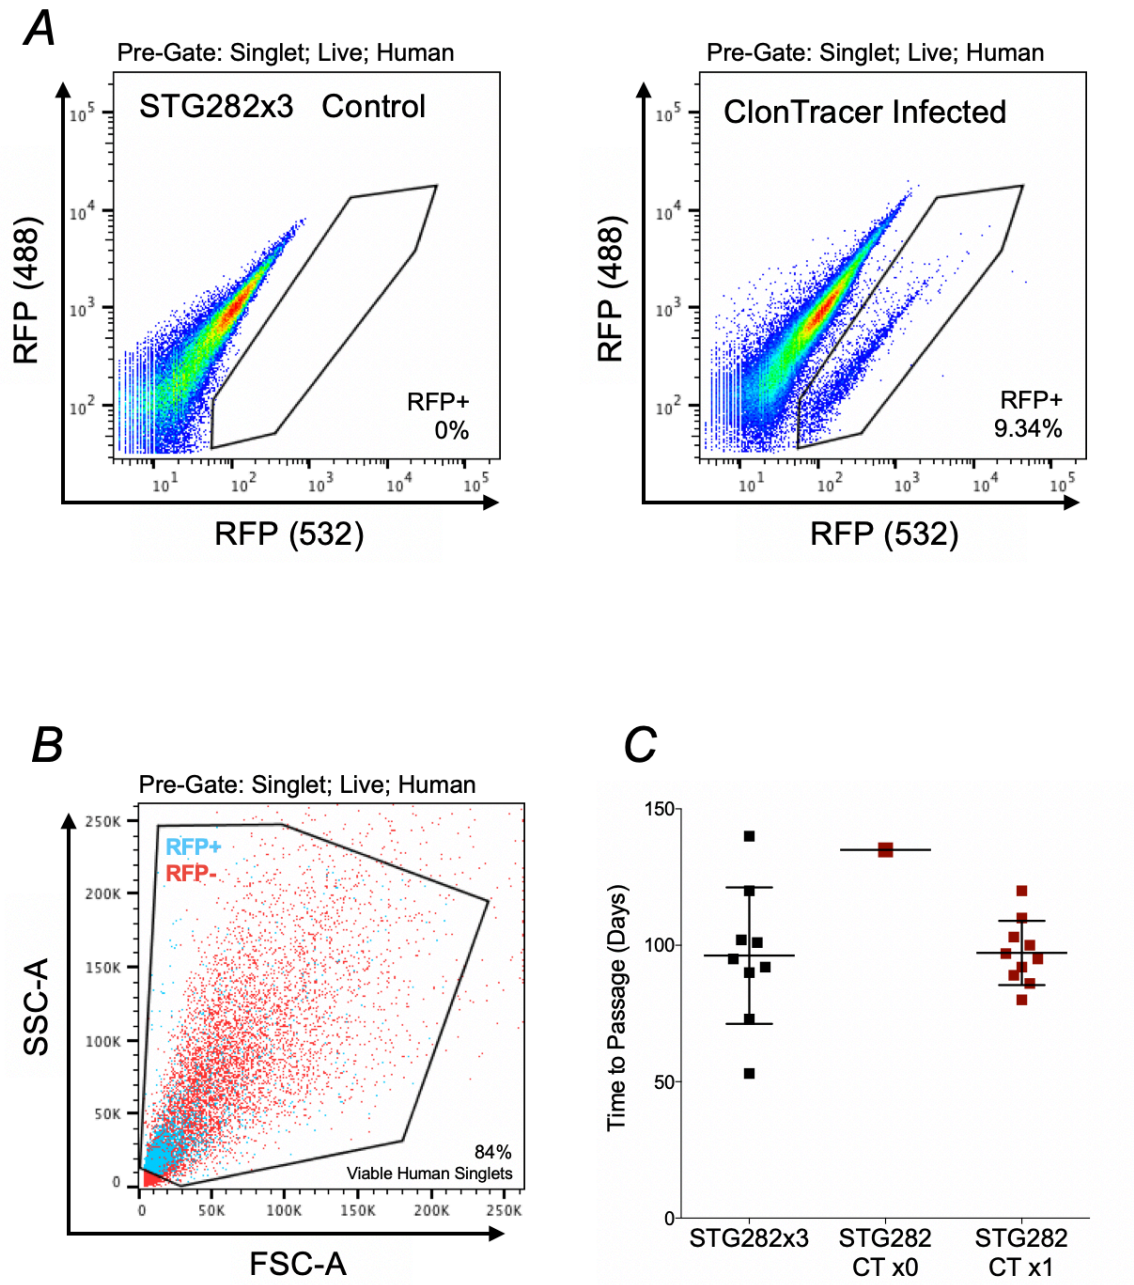 A
Pre-Gate: Singlet; Live; Human
STG282x3 Control
10^5
10^4
10^3
10^2
RFP (488)
RFP+
0%
10^1 10^2 10^3 10^4 10^5
RFP (532)
Pre-Gate: Singlet; Live; Human
ClonTracer Infected
10^5
10^4
10^3
10^2
RFP (488)
RFP+
9.34%
10^1 10^2 10^3 10^4 10^5
RFP (532)
B
Pre-Gate: Singlet; Live; Human
250K
200K
150K
100K
50K
0
SSC-A
RFP+
RFP-
84%
Viable Human Singlets
0 50K 100K 150K 200K 250K
FSC-A
C
150
100
50
0
Time to Passage (Days)
STG282x3
STG282
CT x0
STG282
CT x1